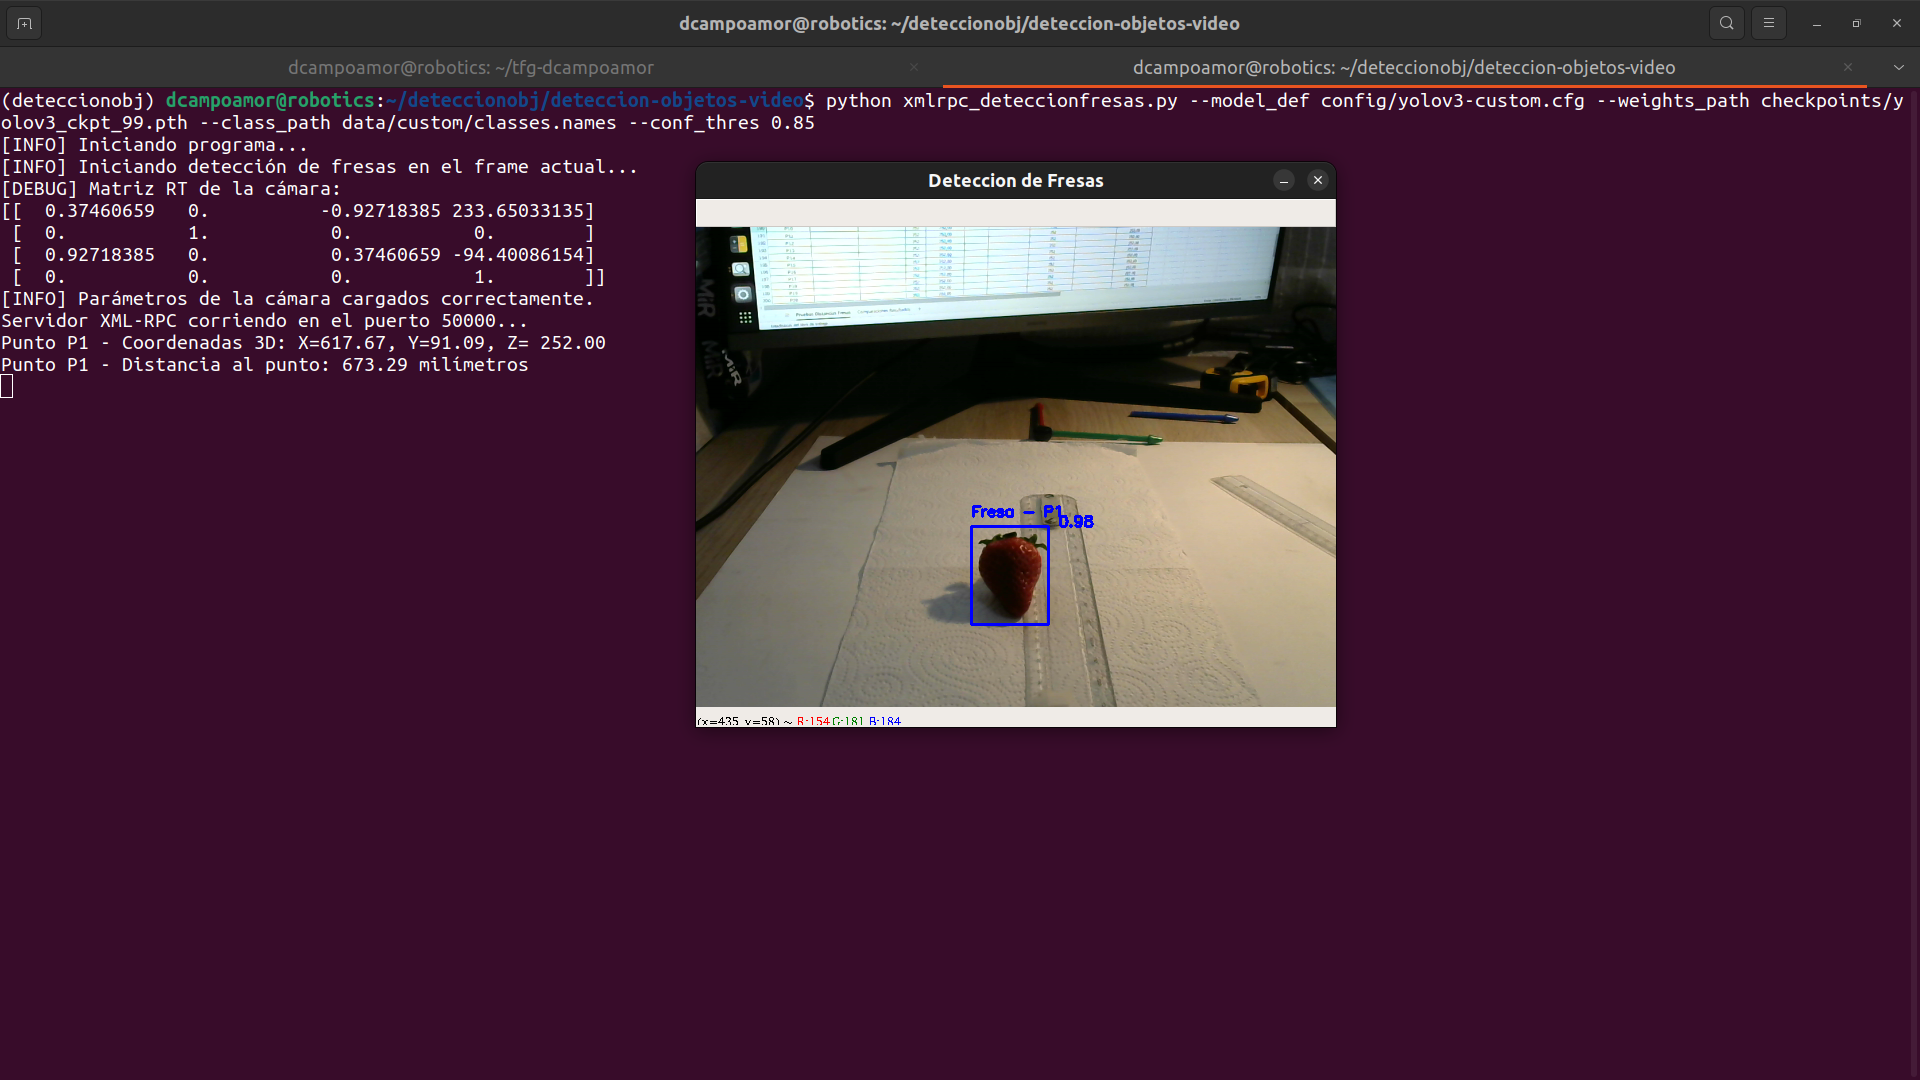 dcampoamor@robotics: ~/deteccionobj/deteccion-objetos-video
dcampoamor@robotics: ~/tfg-dcampoamor
dcampoamor@robotics: ~/deteccionobj/deteccion-objetos-video
(deteccionobj) dcampoamor@robotics:~/deteccionobj/deteccion-objetos-video$ python xmlrpc_deteccionfresas.py --model_def config/yolov3-custom.cfg --weights_path checkpoints/y
olov3_ckpt_99.pth --class_path data/custom/classes.names --conf_thres 0.85
[INFO] Iniciando programa...
[INFO] Iniciando detección de fresas en el frame actual...
[DEBUG] Matriz RT de la cámara:
[[  0.37460659   0.          -0.92718385 233.65033135]
 [  0.           1.           0.           0.        ]
 [  0.92718385   0.           0.37460659 -94.40086154]
 [  0.           0.           0.           1.        ]]
[INFO] Parámetros de la cámara cargados correctamente.
Servidor XML-RPC corriendo en el puerto 50000...
Punto P1 - Coordenadas 3D: X=617.67, Y=91.09, Z= 252.00
Punto P1 - Distancia al punto: 673.29 milímetros
Deteccion de Fresas
MiR
MiR
Fresa - P1
0.98
(x=435, y=58) ~ R:154 G:181 B:184